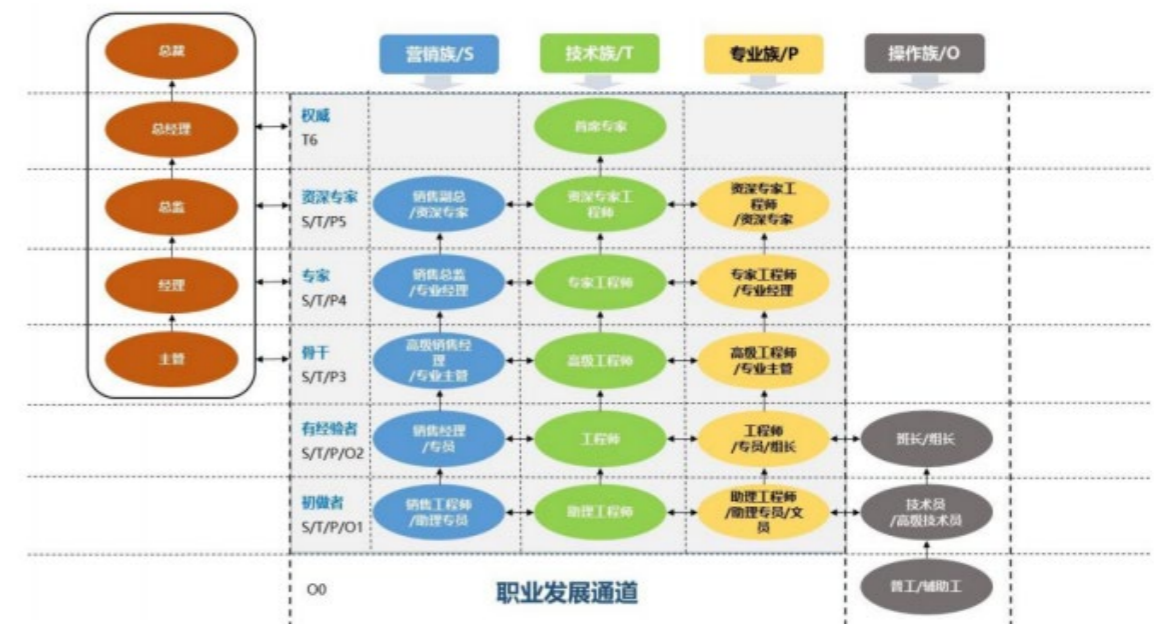 总裁
营销族/S
技术族/T
专业族/P
操作族/O
总经理
权威
T6
首席专家
总监
资深专家
S/T/P5
销售副总
/资深专家
资深专家工
程师
资深专家工
程师
/资深专家
经理
专家
S/T/P4
销售总监
/专业经理
专家工程师
专家工程师
/专业经理
主管
骨干
S/T/P3
高级销售经
理
/专业主管
高级工程师
高级工程师
/专业主管
有经验者
S/T/P/O2
销售经理
/专员
工程师
工程师
/专员/组长
班长/组长
初做者
S/T/P/O1
销售工程师
/助理专员
助理工程师
助理工程师
/助理专员/文
员
技术员
/高级技术员
O0
职业发展通道
普工/辅助工